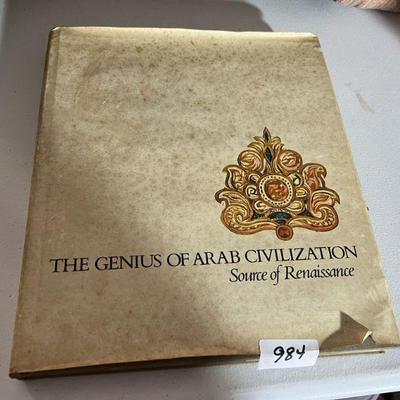 THE GENIUS OF ARAB CIVILIZATION
Source of Renaissance
984